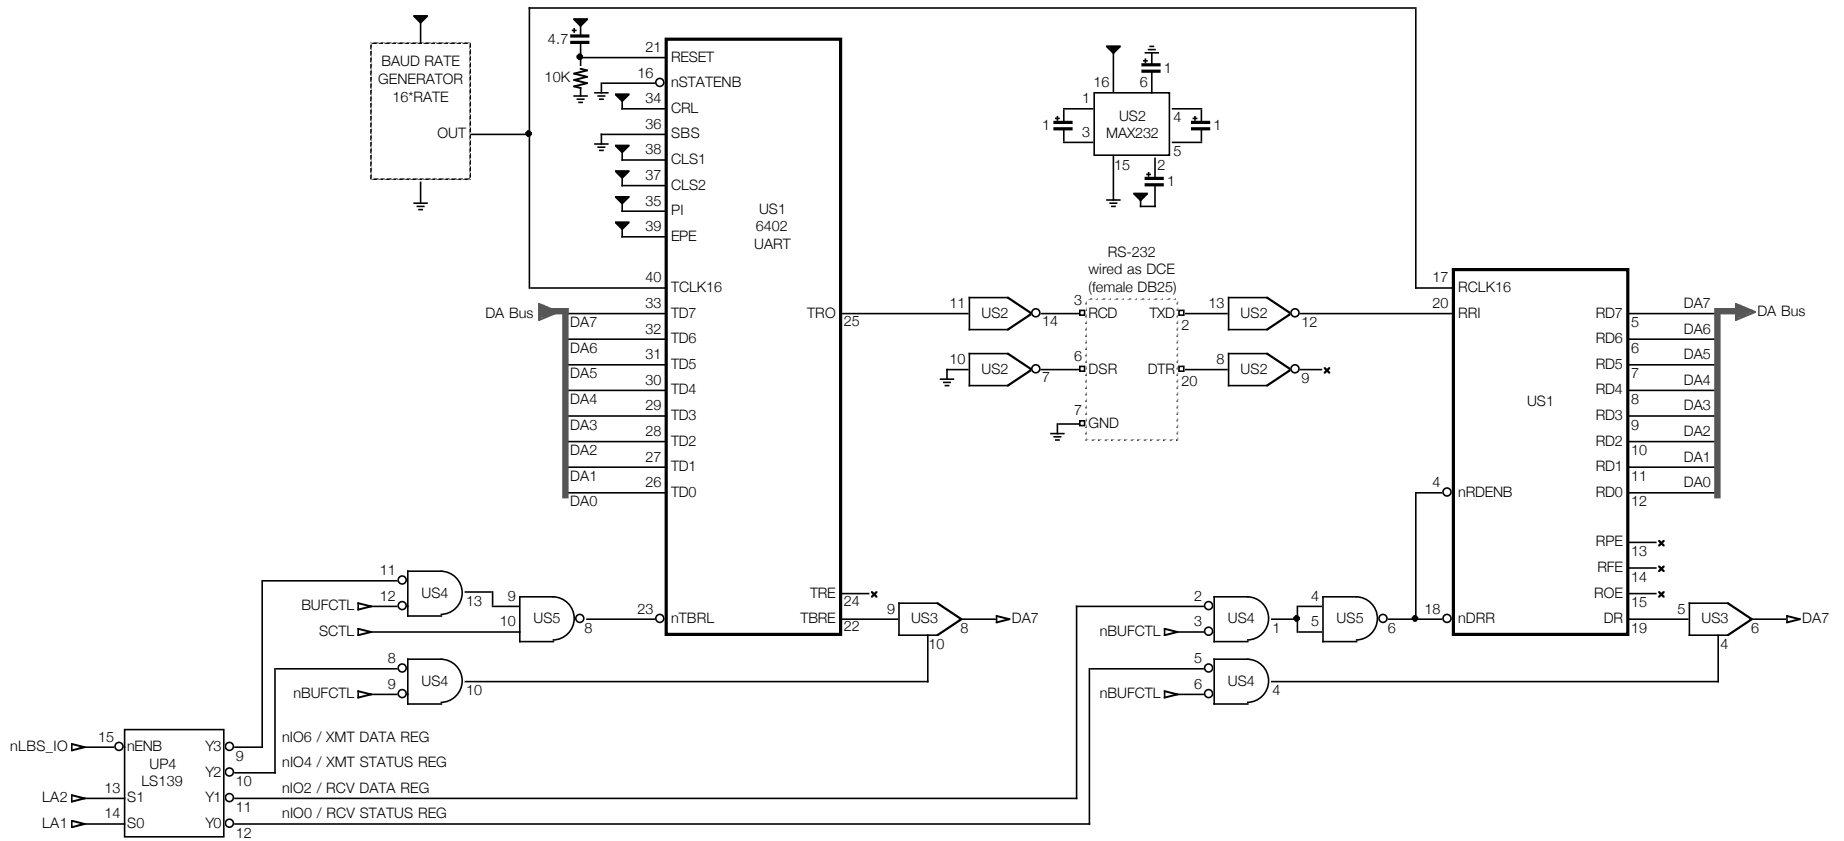 BAUD RATE
GENERATOR
16*RATE
OUT
4.7
10K
21 RESET
16 nSTATENB
34 CRL
36 SBS
38 CLS1
37 CLS2
35 PI
39 EPE
US1
6402
UART
40 TCLK16
DA Bus
33 TD7
DA7
32 TD6
DA6
31 TD5
DA5
30 TD4
DA4
29 TD3
DA3
28 TD2
DA2
27 TD1
DA1
26 TD0
DA0
TRO 25
TRE 24
TBRE 22
23 nTBRL
16
6
1
1
1
3
US2
MAX232
4
1
5
15
2
1
RS-232
wired as DCE
(female DB25)
11 US2 14
3 RCD
TXD 2
13 US2 12
10 US2 7
6 DSR
DTR 20
8 US2 9
7 GND
17 RCLK16
20 RRI
US1
4 nRDENB
18 nDRR
RD7 5 DA7
DA Bus
RD6 6 DA6
RD5 7 DA5
RD4 8 DA4
RD3 9 DA3
RD2 10 DA2
RD1 11 DA1
RD0 12 DA0
RPE 13
RFE 14
ROE 15
DR 19
5 US3 6 DA7
4
11
BUFCTL 12 US4 13
SCTL
9
10 US5 8
8
nBUFCTL 9 US4 10
9 US3 8 DA7
10
2
nBUFCTL 3 US4 1
4
5 US5 6
5
nBUFCTL 6 US4 4
nLBS_IO 15 nENB
UP4
LS139
LA2 13 S1
LA1 14 S0
Y3 9 nIO6 / XMT DATA REG
Y2 10 nIO4 / XMT STATUS REG
Y1 11 nIO2 / RCV DATA REG
Y0 12 nIO0 / RCV STATUS REG